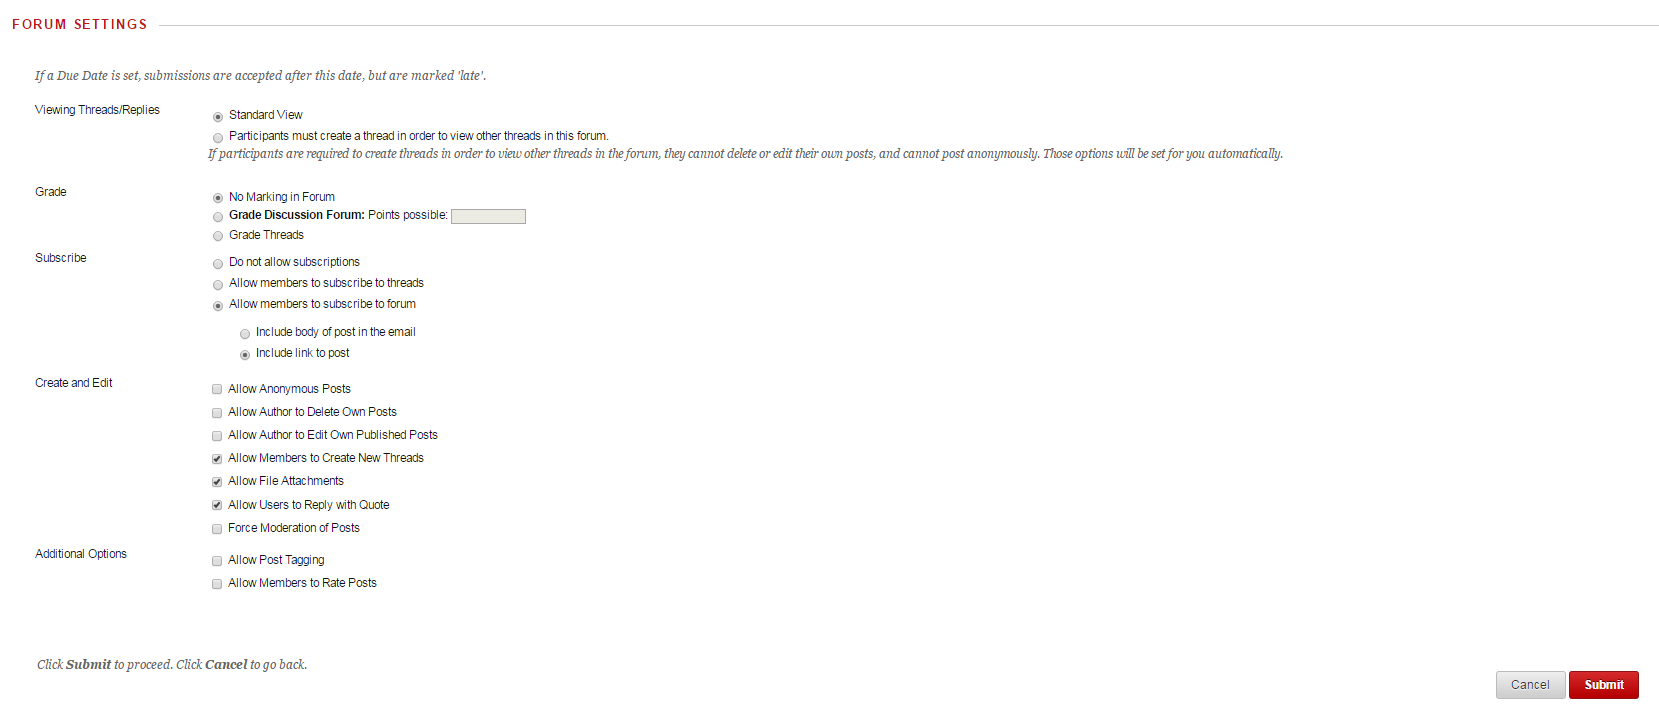 FORUM SETTINGS
If a Due Date is set, submissions are accepted after this date, but are marked 'late'.
Viewing Threads/Replies
Standard View
Participants must create a thread in order to view other threads in this forum.
If participants are required to create threads in order to view other threads in the forum, they cannot delete or edit their own posts, and cannot post anonymously. Those options will be set for you automatically.
Grade
No Marking in Forum
Grade Discussion Forum: Points possible:
Grade Threads
Subscribe
Do not allow subscriptions
Allow members to subscribe to threads
Allow members to subscribe to forum
Include body of post in the email
Include link to post
Create and Edit
Allow Anonymous Posts
Allow Author to Delete Own Posts
Allow Author to Edit Own Published Posts
Allow Members to Create New Threads
Allow File Attachments
Allow Users to Reply with Quote
Force Moderation of Posts
Additional Options
Allow Post Tagging
Allow Members to Rate Posts
Click Submit to proceed. Click Cancel to go back.
Cancel
Submit